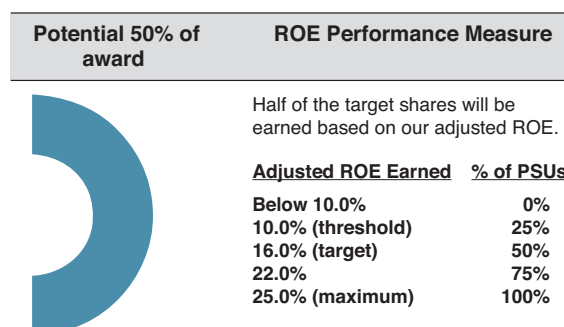 Potential 50% of award
ROE Performance Measure
Half of the target shares will be
earned based on our adjusted ROE.
Adjusted ROE Earned % of PSUs
Below 10.0% 0%
10.0% (threshold) 25%
16.0% (target) 50%
22.0% 75%
25.0% (maximum) 100%